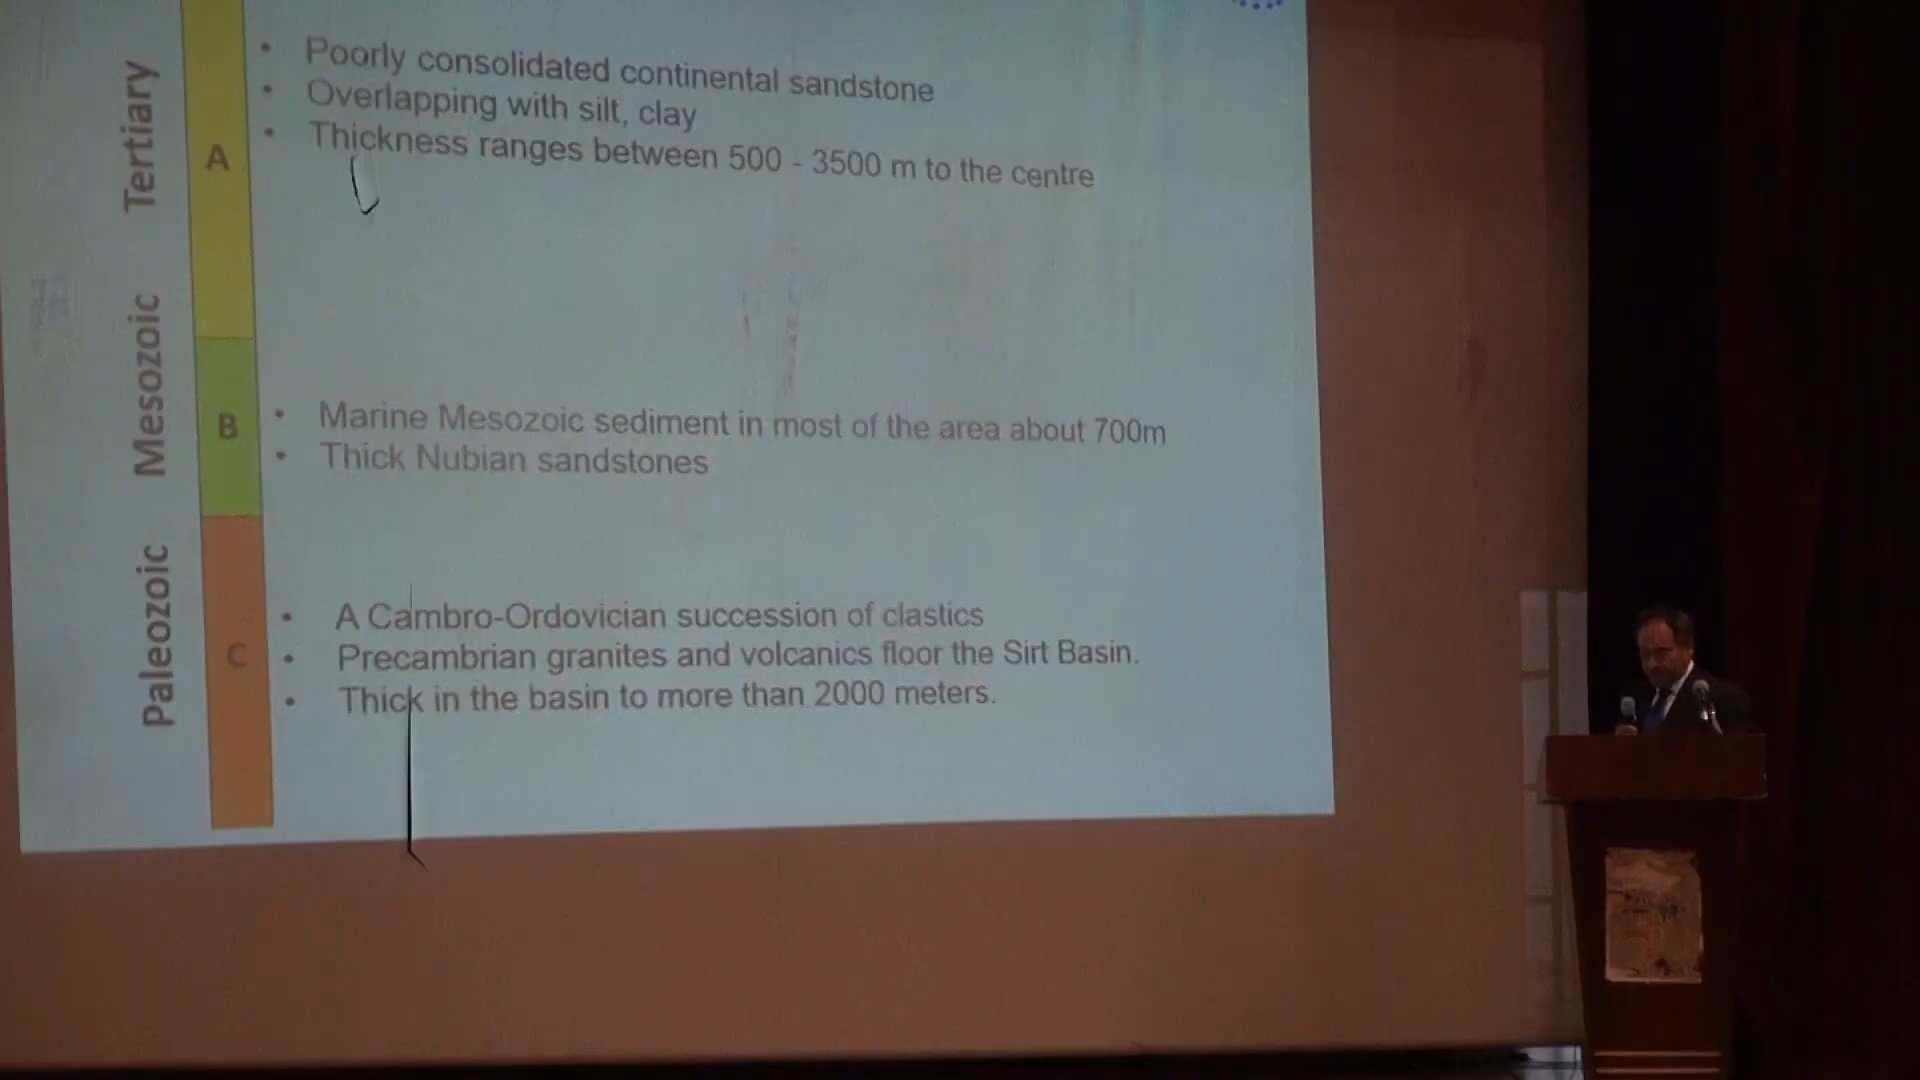 Tertiary
A
• Poorly consolidated continental sandstone
• Overlapping with silt, clay
• Thickness ranges between 500 - 3500 m to the centre
Mesozoic
B
• Marine Mesozoic sediment in most of the area about 700m
• Thick Nubian sandstones
Paleozoic
C
• A Cambro-Ordovician succession of clastics
• Precambrian granites and volcanics floor the Sirt Basin.
• Thick in the basin to more than 2000 meters.